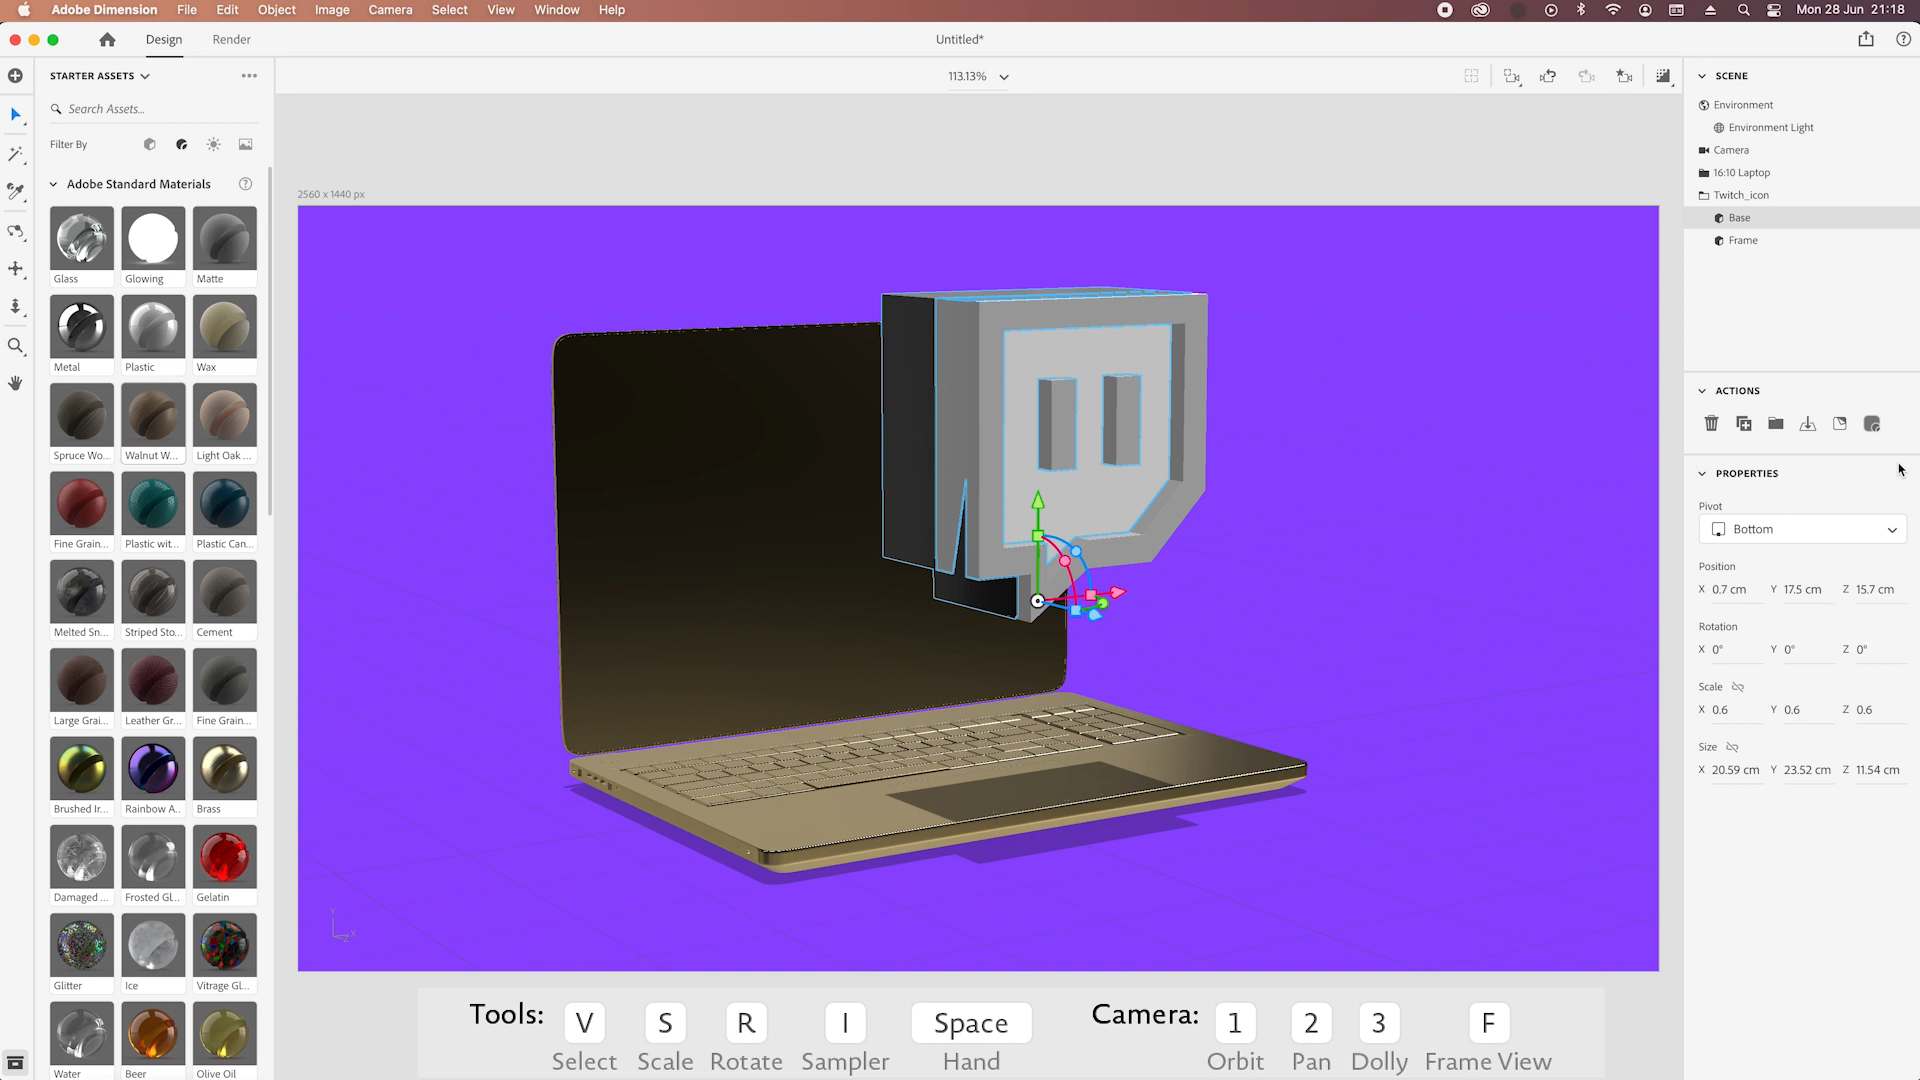 Adobe Dimension File Edit Object Image Camera Select View Window Help
Mon 28 Jun 21:18
Design Render
Untitled*
STARTER ASSETS
Search Assets...
Filter By
Adobe Standard Materials
Glass Glowing Matte
Metal Plastic Wax
Spruce Wo... Walnut W... Light Oak ...
Fine Grain... Plastic wit... Plastic Can...
Melted Sn... Striped Sto... Cement
Large Grai... Leather Gr... Fine Grain...
Brushed Ir... Rainbow A.. Brass
Damaged ... Frosted Gl... Gelatin
Glitter Ice Vitrage Gl...
Water Beer Olive Oil
113.13%
2560 x 1440 px
Y
X
Z
Tools: V S R I Space Camera: 1 2 3 F
Select Scale Rotate Sampler Hand Orbit Pan Dolly Frame View
SCENE
Environment
Environment Light
Camera
16:10 Laptop
Twitch_icon
Base
Frame
ACTIONS
PROPERTIES
Pivot
Bottom
Position
X 0.7 cm Y 17.5 cm Z 15.7 cm
Rotation
X 0° Y 0° Z 0°
Scale
X 0.6 Y 0.6 Z 0.6
Size
X 20.59 cm Y 23.52 cm Z 11.54 cm